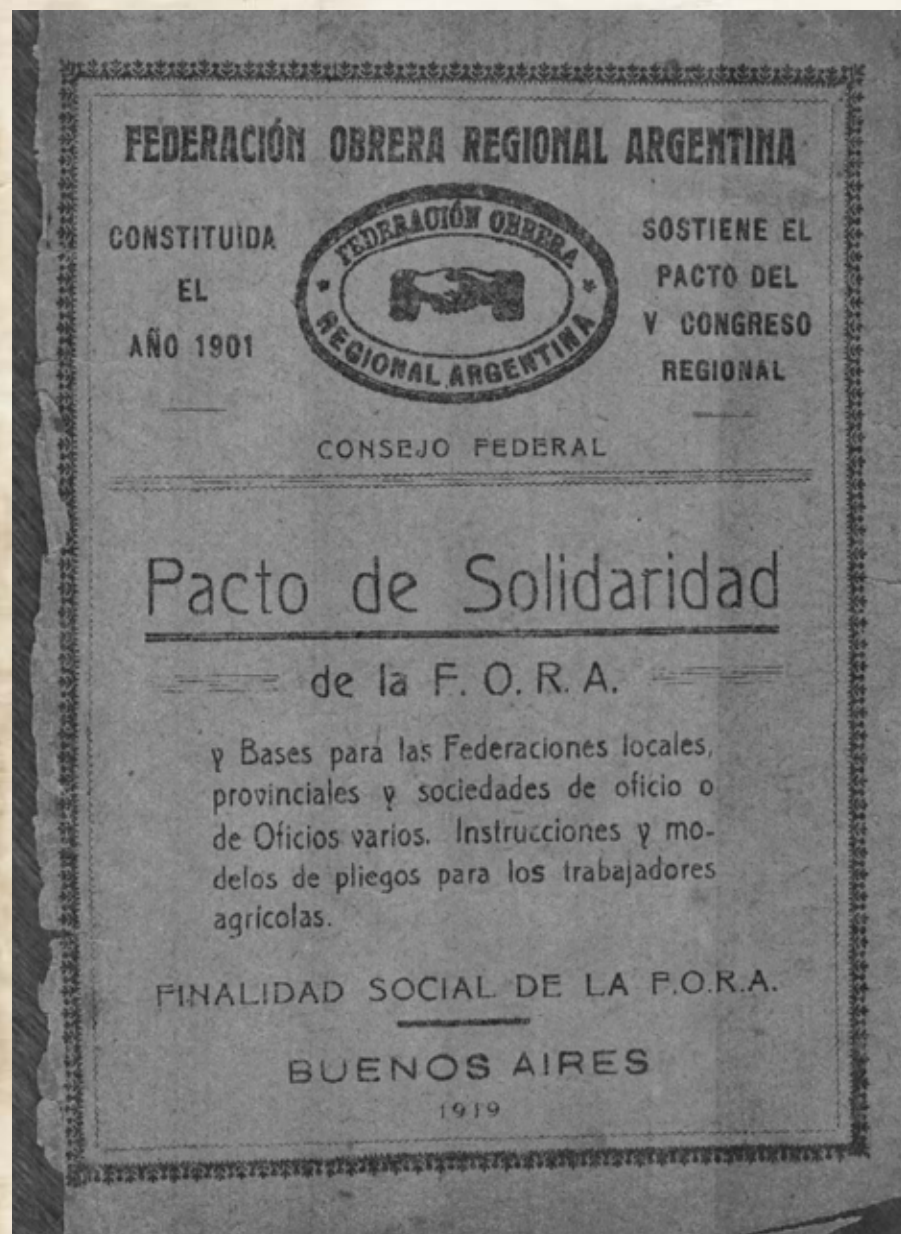 FEDERACIÓN OBRERA REGIONAL ARGENTINA
CONSTITUIDA
EL
AÑO 1901
FEDERACIÓN OBRERA
REGIONAL ARGENTINA
SOSTIENE EL
PACTO DEL
V CONGRESO
REGIONAL
CONSEJO FEDERAL
Pacto de Solidaridad
de la F. O. R. A.
y Bases para las Federaciones locales,
provinciales y sociedades de oficio o
de Oficios varios. Instrucciones y mo-
delos de pliegos para los trabajadores
agrícolas.
FINALIDAD SOCIAL DE LA F.O.R.A.
BUENOS AIRES
1919